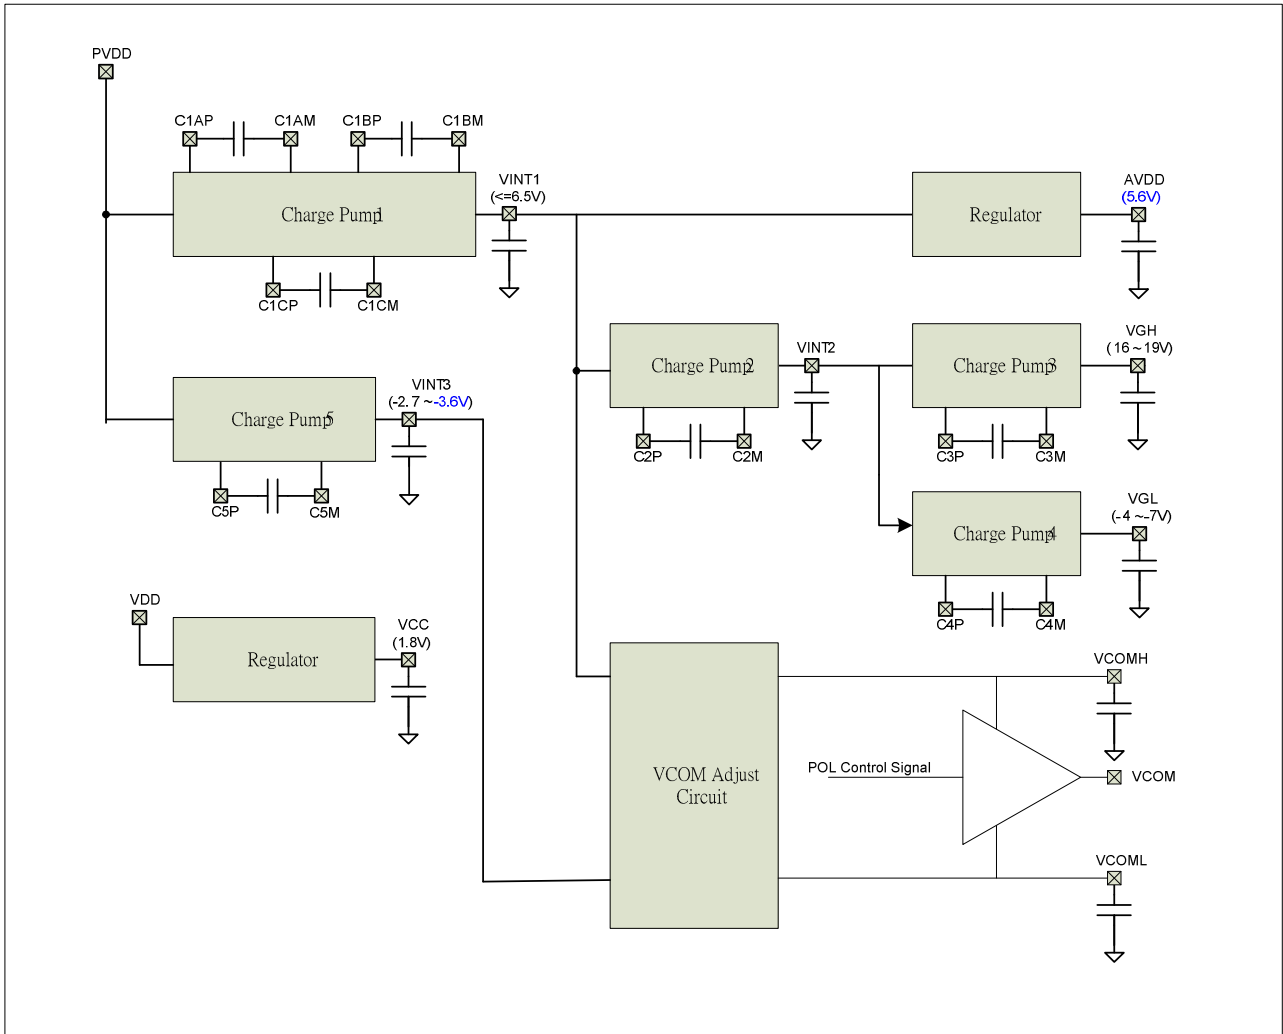 PVDD
C1AP
C1AM
C1BP
C1BM
Charge Pump1
VINT1
(<=6.5V)
C1CP
C1CM
Regulator
AVDD
(5.6V)
Charge Pump2
VINT2
C2P
C2M
Charge Pump3
VGH
(16 ~ 19V)
C3P
C3M
Charge Pump5
VINT3
(-2.7 ~ -3.6V)
C5P
C5M
Charge Pump4
VGL
(-4 ~ -7V)
C4P
C4M
VDD
Regulator
VCC
(1.8V)
VCOM Adjust
Circuit
POL Control Signal
VCOMH
VCOM
VCOML